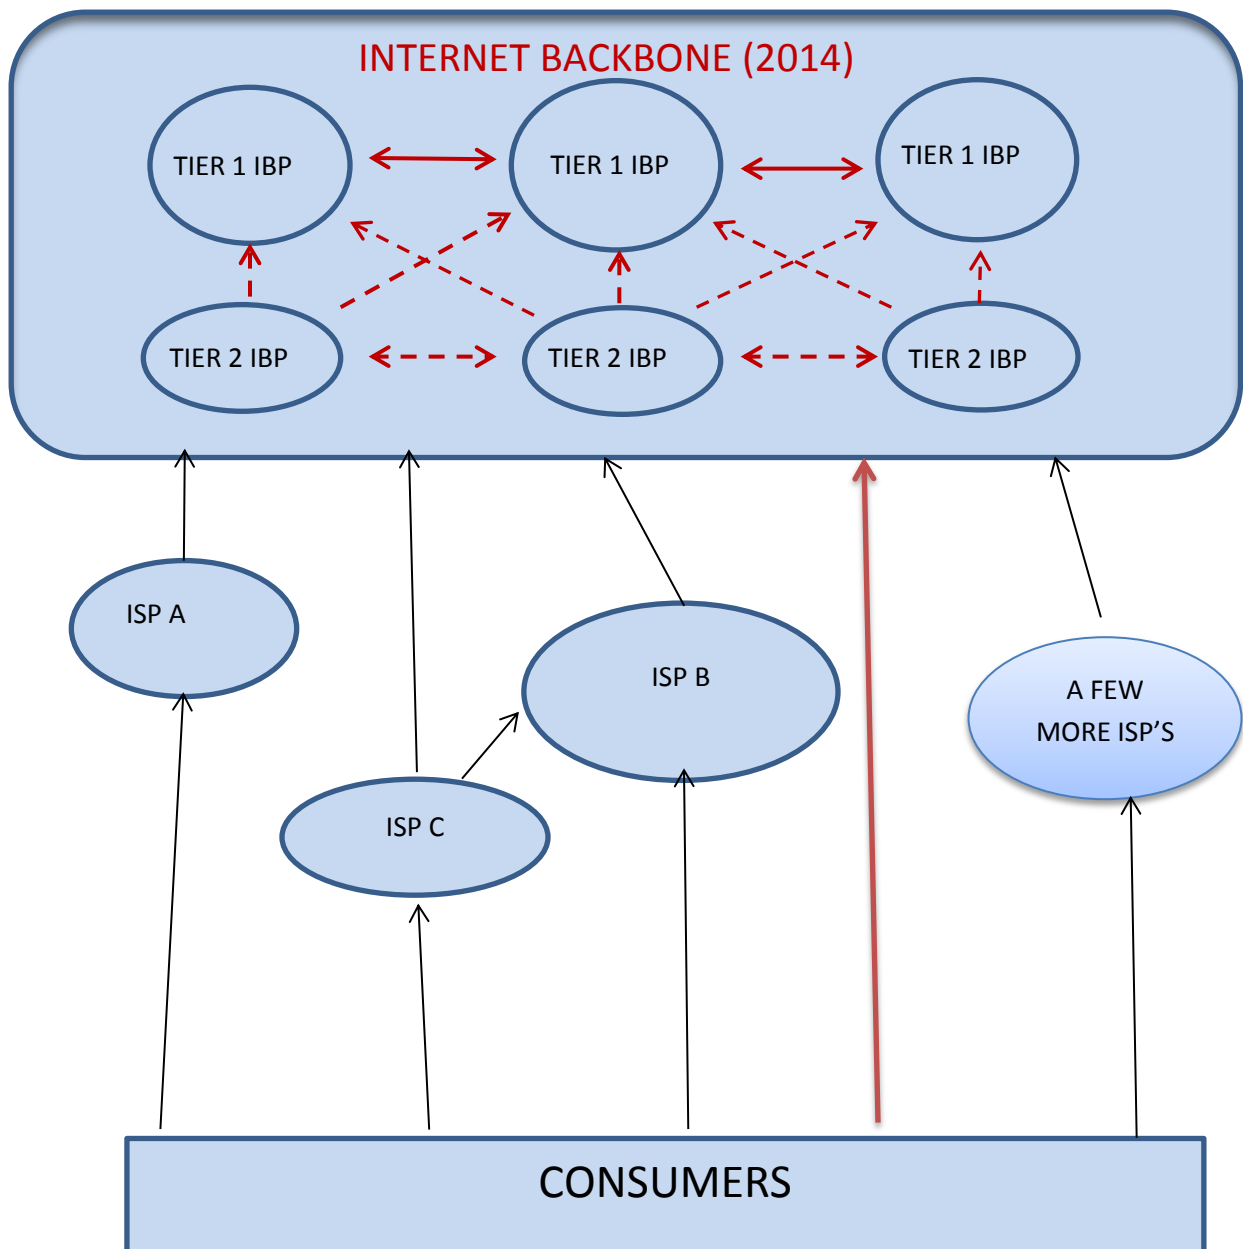 INTERNET BACKBONE (2014)
TIER 1 IBP
TIER 1 IBP
TIER 1 IBP
TIER 2 IBP
TIER 2 IBP
TIER 2 IBP
ISP A
ISP B
A FEW
MORE ISP’S
ISP C
CONSUMERS